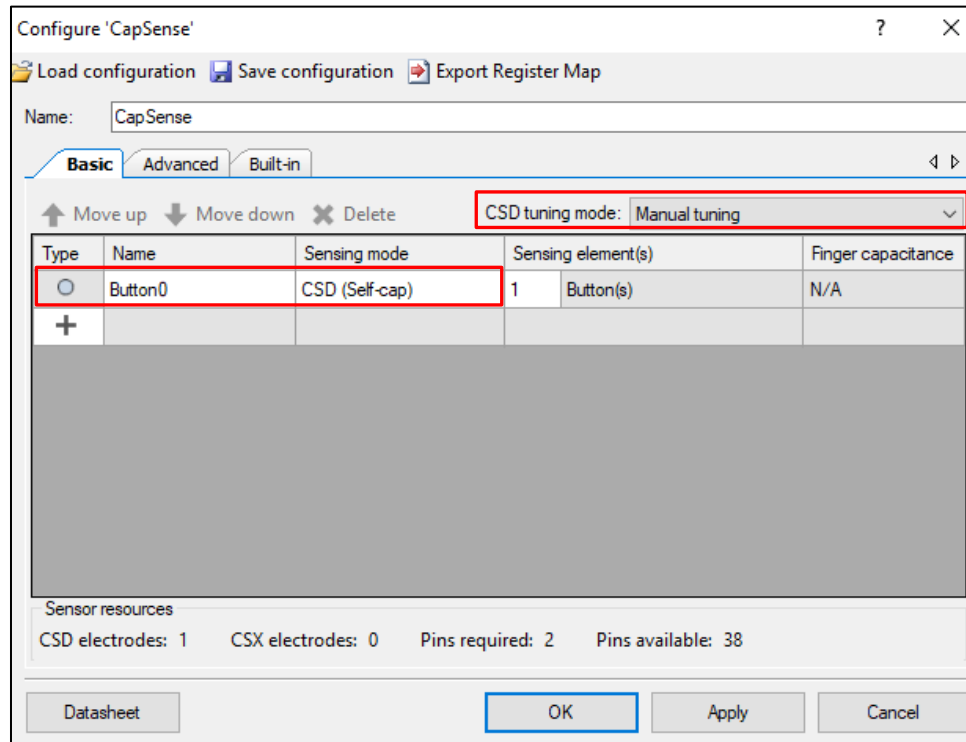 Configure 'CapSense' ? ×
Load configuration Save configuration Export Register Map
Name: CapSense
Basic Advanced Built-in
Move up Move down Delete CSD tuning mode: Manual tuning
Type Name Sensing mode Sensing element(s) Finger capacitance
Button0 CSD (Self-cap) 1 Button(s) N/A
Sensor resources
CSD electrodes: 1 CSX electrodes: 0 Pins required: 2 Pins available: 38
Datasheet OK Apply Cancel